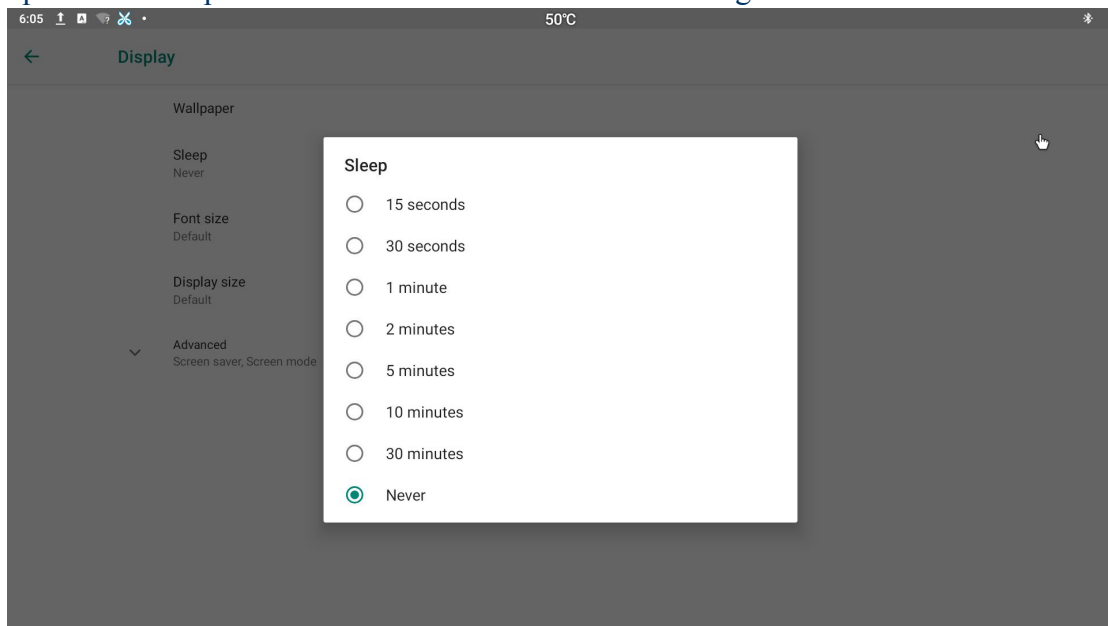 6:05
50°C
Display
Wallpaper
Sleep
Never
Font size
Default
Display size
Default
Advanced
Screen saver, Screen mode
Sleep
15 seconds
30 seconds
1 minute
2 minutes
5 minutes
10 minutes
30 minutes
Never